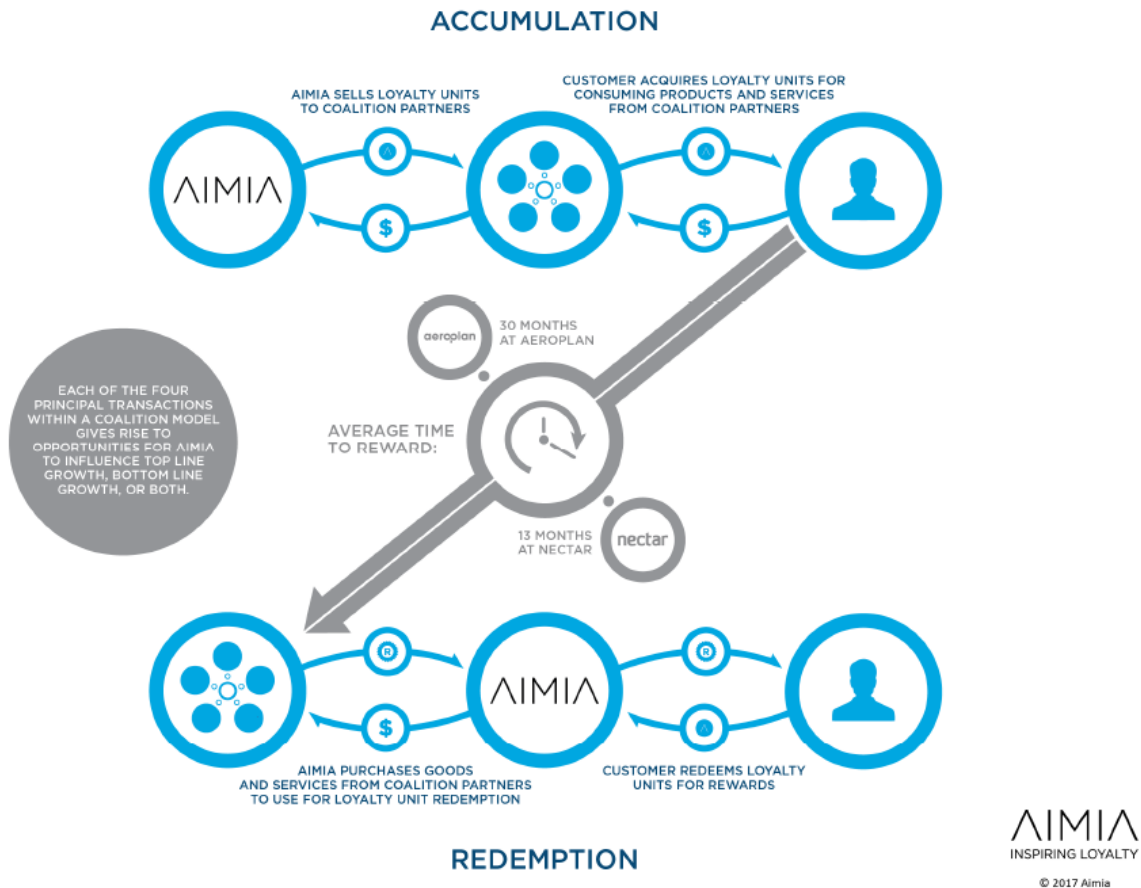 ACCUMULATION
AIMIA SELLS LOYALTY UNITS
TO COALITION PARTNERS
CUSTOMER ACQUIRES LOYALTY UNITS FOR
CONSUMING PRODUCTS AND SERVICES
FROM COALITION PARTNERS
AIMIA
$
$
aeroplan
30 MONTHS
AT AEROPLAN
EACH OF THE FOUR
PRINCIPAL TRANSACTIONS
WITHIN A COALITION MODEL
GIVES RISE TO
OPPORTUNITIES FOR AIMIA
TO INFLUENCE TOP LINE
GROWTH, BOTTOM LINE
GROWTH, OR BOTH.
AVERAGE TIME
TO REWARD:
13 MONTHS
AT NECTAR
nectar
R
R
AIMIA
$
AIMIA PURCHASES GOODS
AND SERVICES FROM COALITION PARTNERS
TO USE FOR LOYALTY UNIT REDEMPTION
CUSTOMER REDEEMS LOYALTY
UNITS FOR REWARDS
REDEMPTION
AIMIA
INSPIRING LOYALTY
© 2017 Aimia